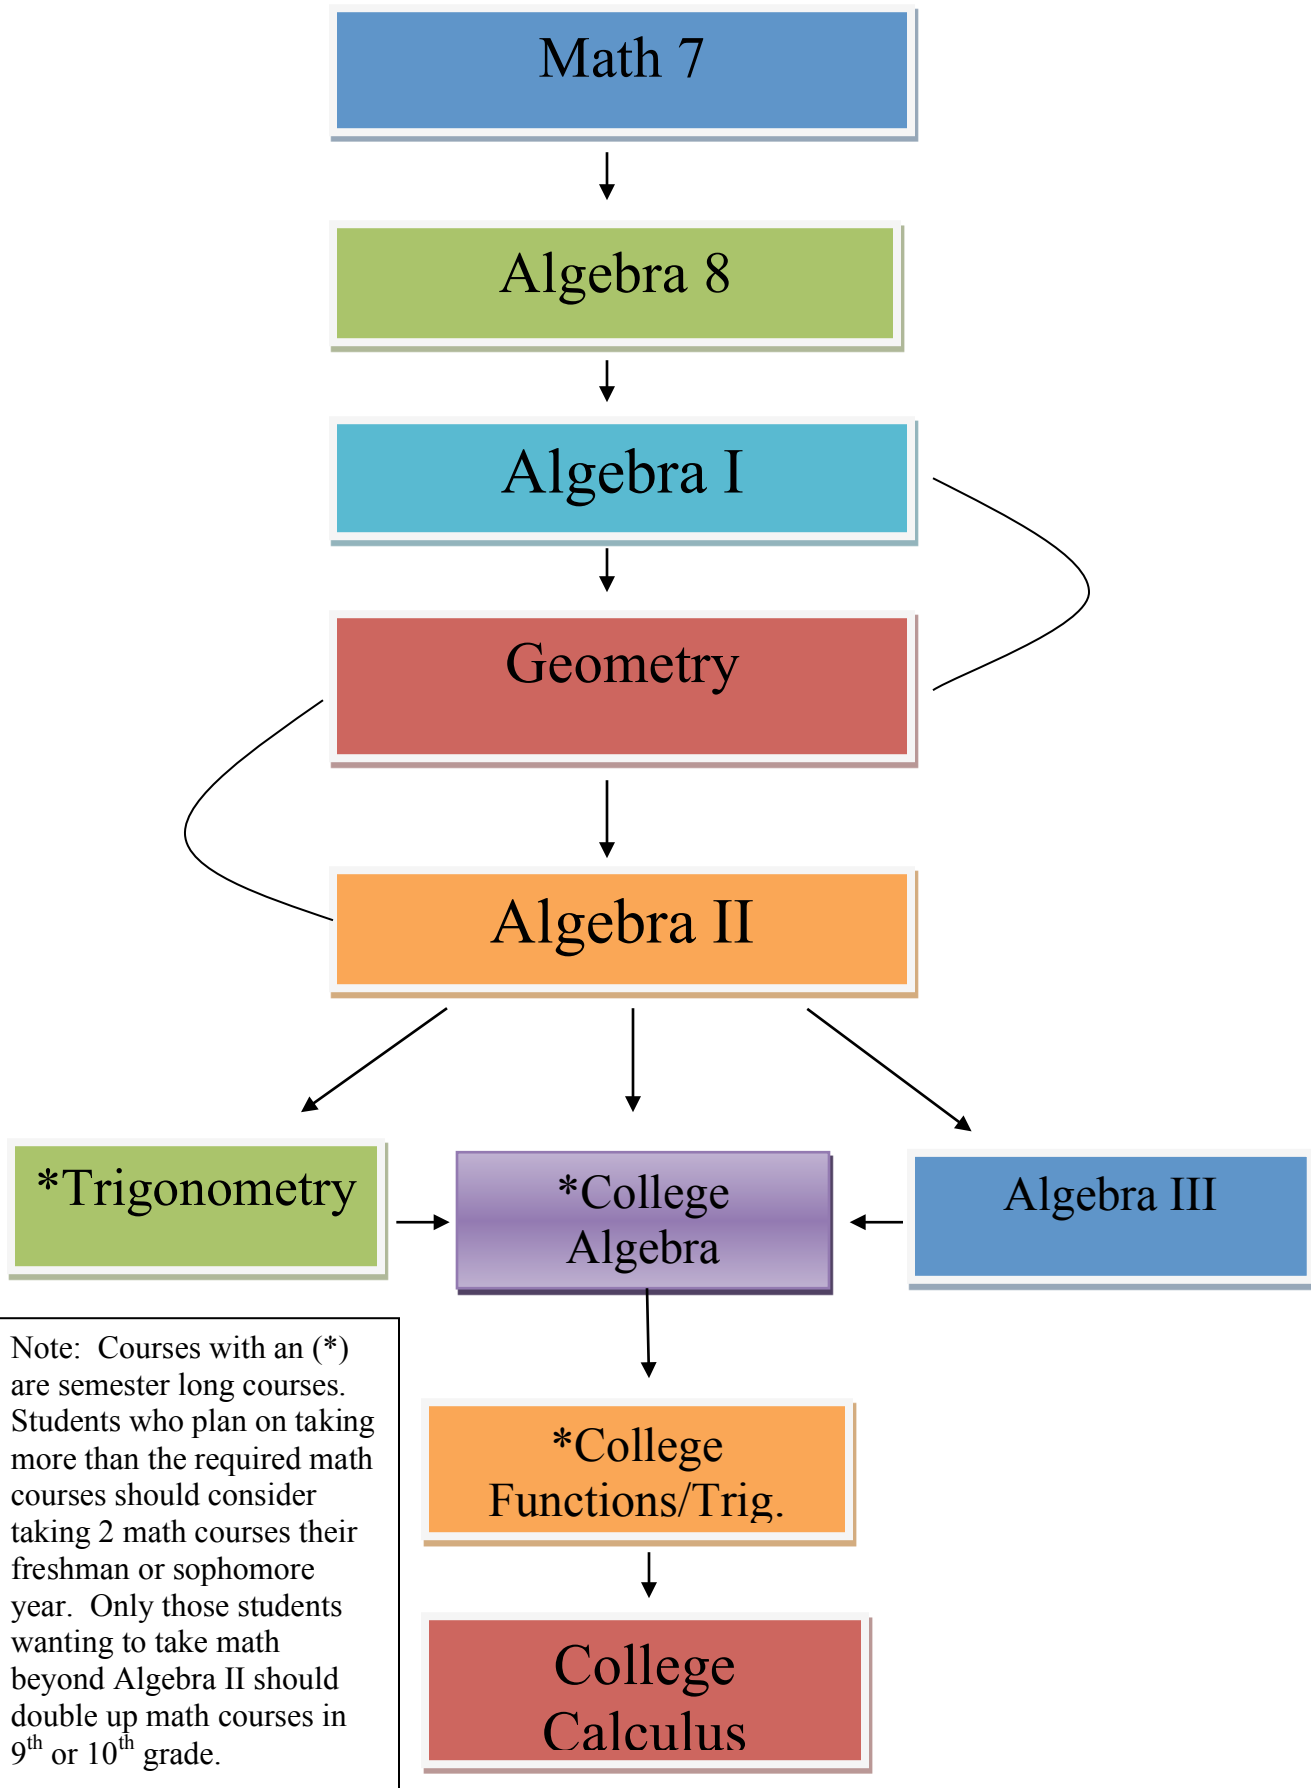 Math 7
Algebra 8
Algebra I
Geometry
Algebra II
*Trigonometry
*College
Algebra
Algebra III
Note:  Courses with an (*)
are semester long courses.
Students who plan on taking
more than the required math
courses should consider
taking 2 math courses their
freshman or sophomore
year.  Only those students
wanting to take math
beyond Algebra II should
double up math courses in
9th or 10th grade.
*College
Functions/Trig.
College
Calculus